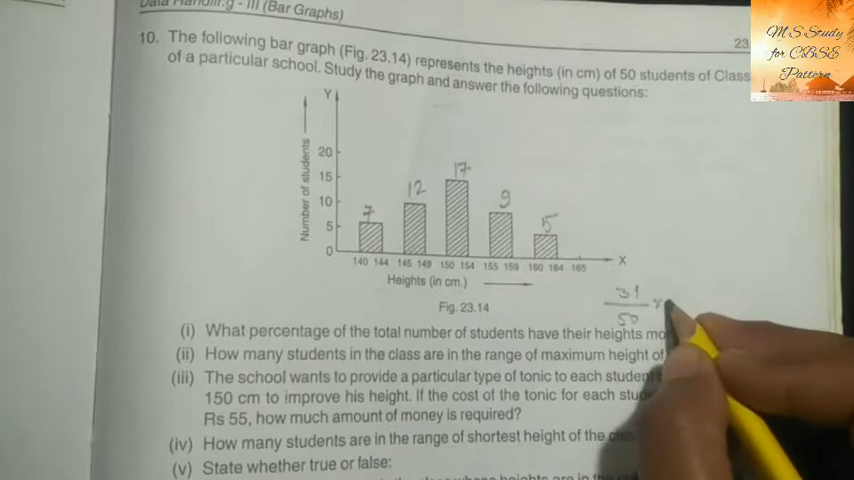 Data Handling - III (Bar Graphs)
23.
M S Study
for CBSE
Pattern
10. The following bar graph (Fig. 23.14) represents the heights (in cm) of 50 students of Class
of a particular school. Study the graph and answer the following questions:
Y
Number of students
20
15
10
5
0
7
12
17
9
5
140 144 145 149 150 154 155 159 160 164 165
X
Heights (in cm.)
Fig. 23.14
31
50
×
(i) What percentage of the total number of students have their heights mo
(ii) How many students in the class are in the range of maximum height of
(iii) The school wants to provide a particular type of tonic to each student
150 cm to improve his height. If the cost of the tonic for each stu
Rs 55, how much amount of money is required?
(iv) How many students are in the range of shortest height of the
(v) State whether true or false:
heights are in the